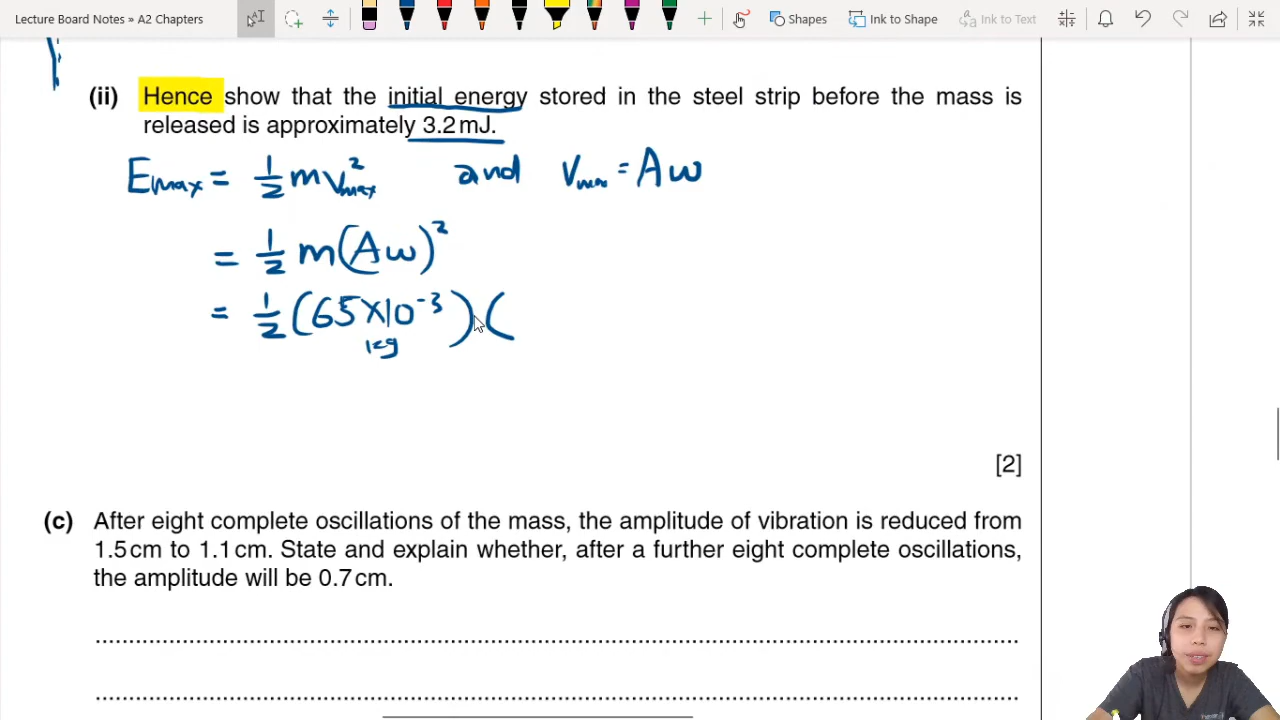 Lecture Board Notes » A2 Chapters
Shapes
Ink to Shape
Ink to Text
(ii) Hence show that the initial energy stored in the steel strip before the mass is
released is approximately 3.2 mJ.
Emax = 1/2 m vmax² and vmax = Aω
= 1/2 m(Aω)²
= 1/2 (65×10⁻³)(
kg
[2]
(c) After eight complete oscillations of the mass, the amplitude of vibration is reduced from
1.5 cm to 1.1 cm. State and explain whether, after a further eight complete oscillations,
the amplitude will be 0.7 cm.